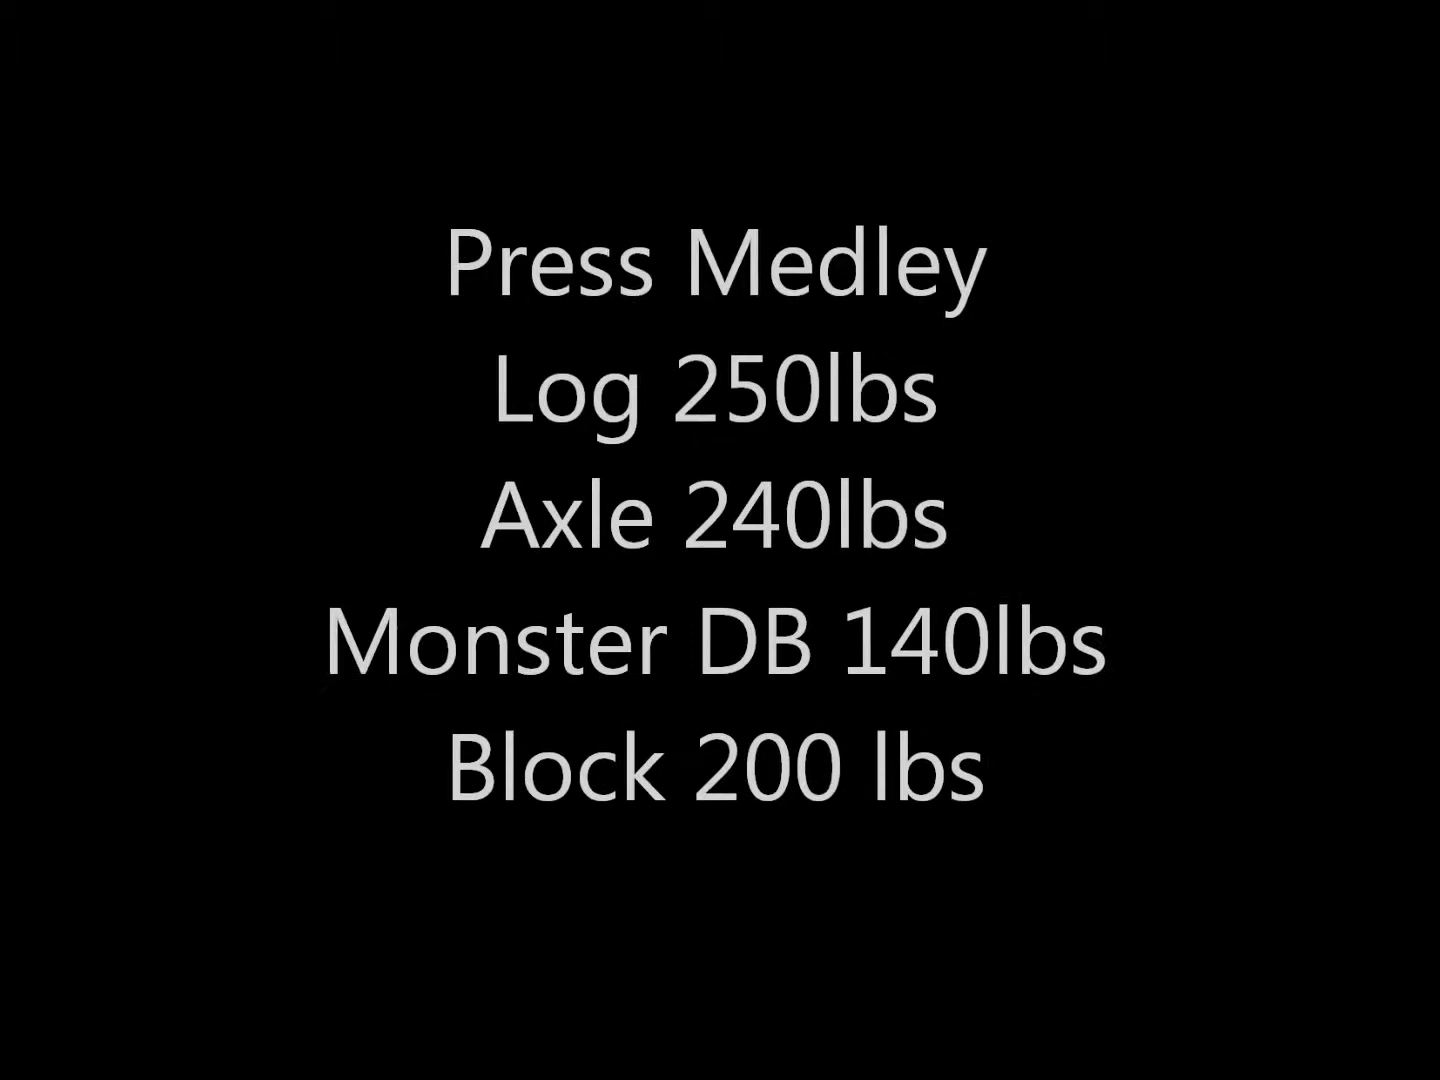 Press Medley
Log 250lbs
Axle 240lbs
Monster DB 140lbs
Block 200 lbs